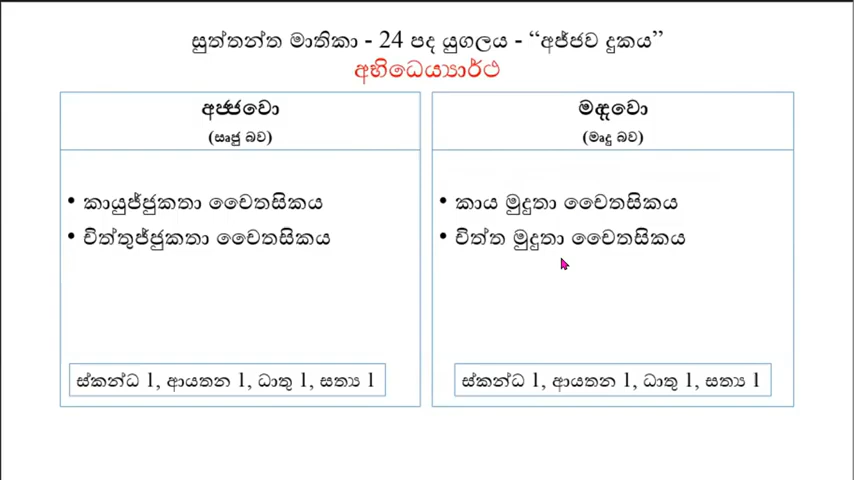 සුත්තන්ත මාතිකා - 24 පද යුගලය - “අජ්ජව දුකය”
අභිධෙය්‍යාර්ථ
අජ්ජවො
(සෘජු බව)
• කායුජ්ජුකතා චෛතසිකය
• චිත්තුජ්ජුකතා චෛතසිකය
ස්කන්ධ 1, ආයතන 1, ධාතු 1, සත්‍ය 1
මද්දවො
(මෘදු බව)
• කාය මුදුතා චෛතසිකය
• චිත්ත මුදුතා චෛතසිකය
ස්කන්ධ 1, ආයතන 1, ධාතු 1, සත්‍ය 1